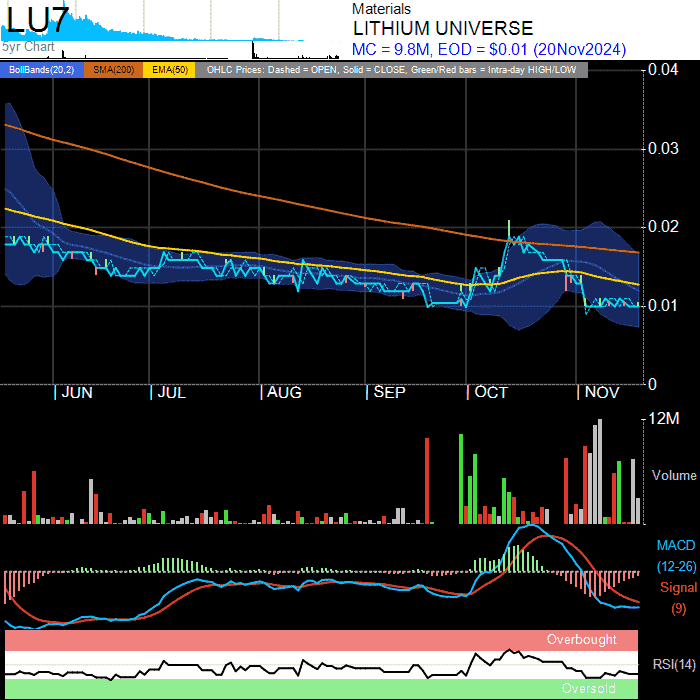 LU7
5yr Chart
Materials
LITHIUM UNIVERSE
MC = 9.8M, EOD = $0.01 (20Nov2024)
BollBands(20,2) SMA(200) EMA(50) OHLC Prices: Dashed = OPEN, Solid = CLOSE, Green/Red bars = Intra-day HIGH/LOW
0.04
0.03
0.02
0.01
0
JUN JUL AUG SEP OCT NOV
12M
Volume
MACD
(12-26)
Signal
(9)
Overbought
RSI(14)
Oversold